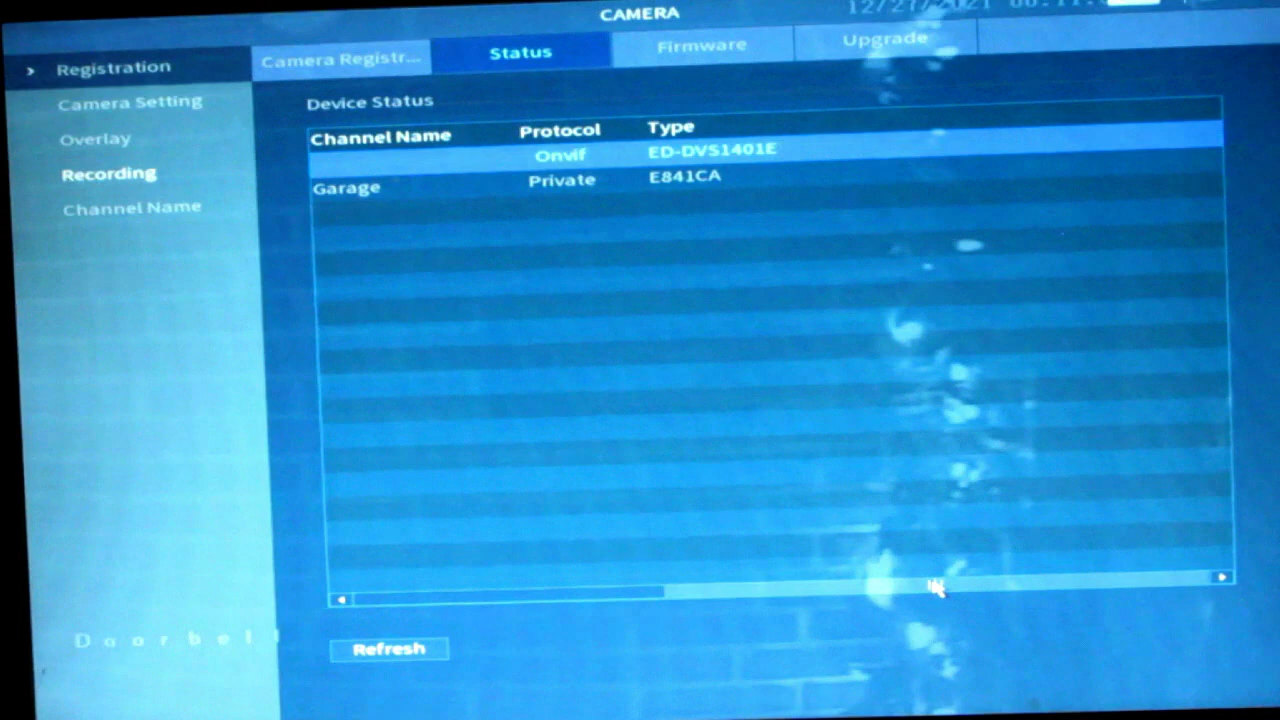 CAMERA
Registration
Camera Registr...
Status
Firmware
Upgrade
Camera Setting
Overlay
Recording
Channel Name
Device Status
Channel Name Protocol Type
Onvif ED-DVS1401E
Garage Private E841CA
Doorbell
Refresh